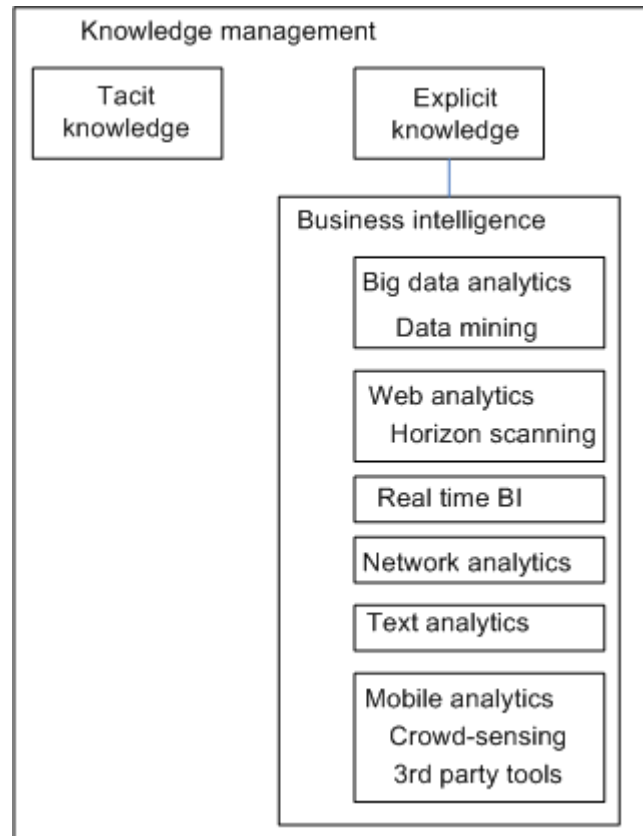 Knowledge management
Tacit
knowledge
Explicit
knowledge
Business intelligence
Big data analytics
Data mining
Web analytics
Horizon scanning
Real time BI
Network analytics
Text analytics
Mobile analytics
Crowd-sensing
3rd party tools